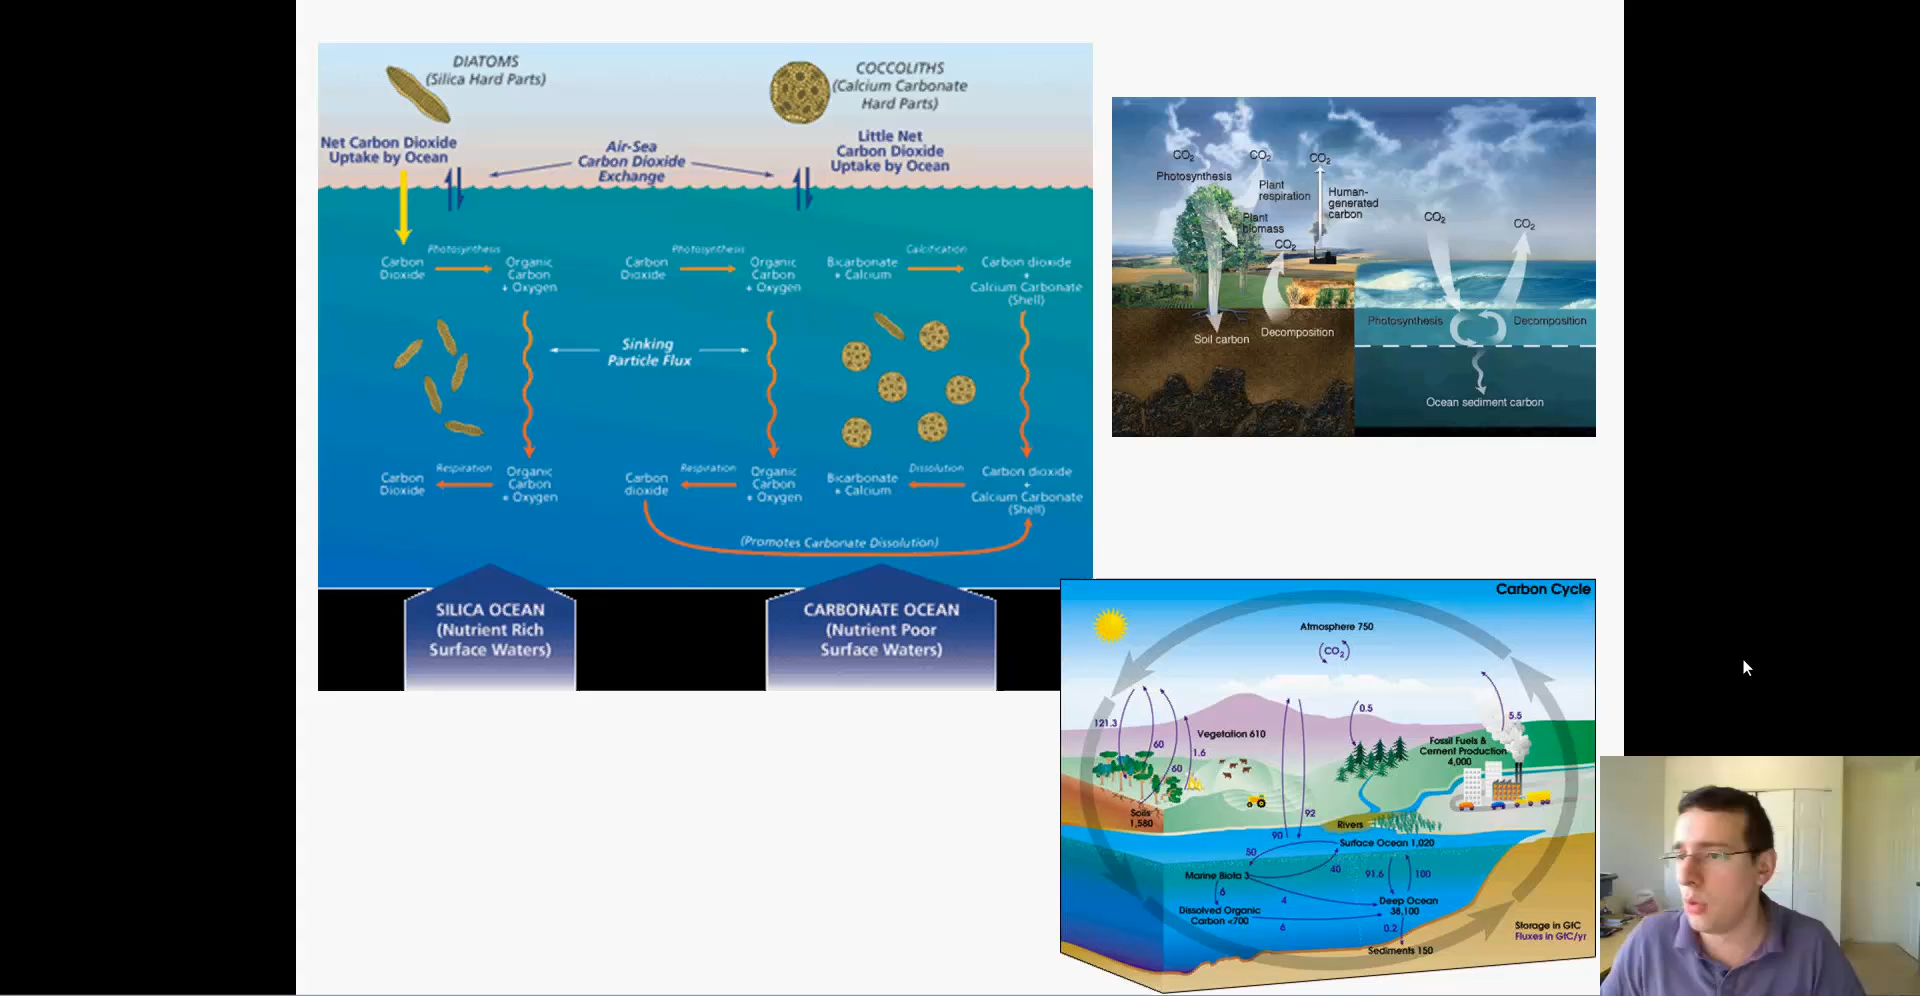 DIATOMS
(Silica Hard Parts)
COCCOLITHS
(Calcium Carbonate
Hard Parts)
Net Carbon Dioxide
Uptake by Ocean
Air-Sea
Carbon Dioxide
Exchange
Little Net
Carbon Dioxide
Uptake by Ocean
Photosynthesis
Carbon
Dioxide
Organic
Carbon
+ Oxygen
Photosynthesis
Carbon
Dioxide
Organic
Carbon
+ Oxygen
Calcification
Bicarbonate
+ Calcium
Carbon dioxide
+
Calcium Carbonate
(Shell)
Sinking
Particle Flux
Respiration
Carbon
Dioxide
Organic
Carbon
+ Oxygen
Respiration
Carbon
dioxide
Organic
Carbon
+ Oxygen
Dissolution
Bicarbonate
+ Calcium
Carbon dioxide
+
Calcium Carbonate
(Shell)
(Promotes Carbonate Dissolution)
SILICA OCEAN
(Nutrient Rich
Surface Waters)
CARBONATE OCEAN
(Nutrient Poor
Surface Waters)
CO2
CO2
CO2
Photosynthesis
Plant
respiration
Human-
generated
carbon
Plant
biomass
CO2
CO2
CO2
Soil carbon
Decomposition
Photosynthesis
Decomposition
Ocean sediment carbon
Carbon Cycle
Atmosphere 750
(CO2)
121.3
60
60
1.6
Vegetation 610
0.5
5.5
Fossil Fuels &
Cement Production
4,000
Soils
1,580
92
90
Rivers
Surface Ocean 1,020
50
40
91.6
100
Marine Biota 3
6
4
Dissolved Organic
Carbon <700
6
Deep Ocean
38,100
0.2
Sediments 150
Storage in GtC
Fluxes in GtC/yr